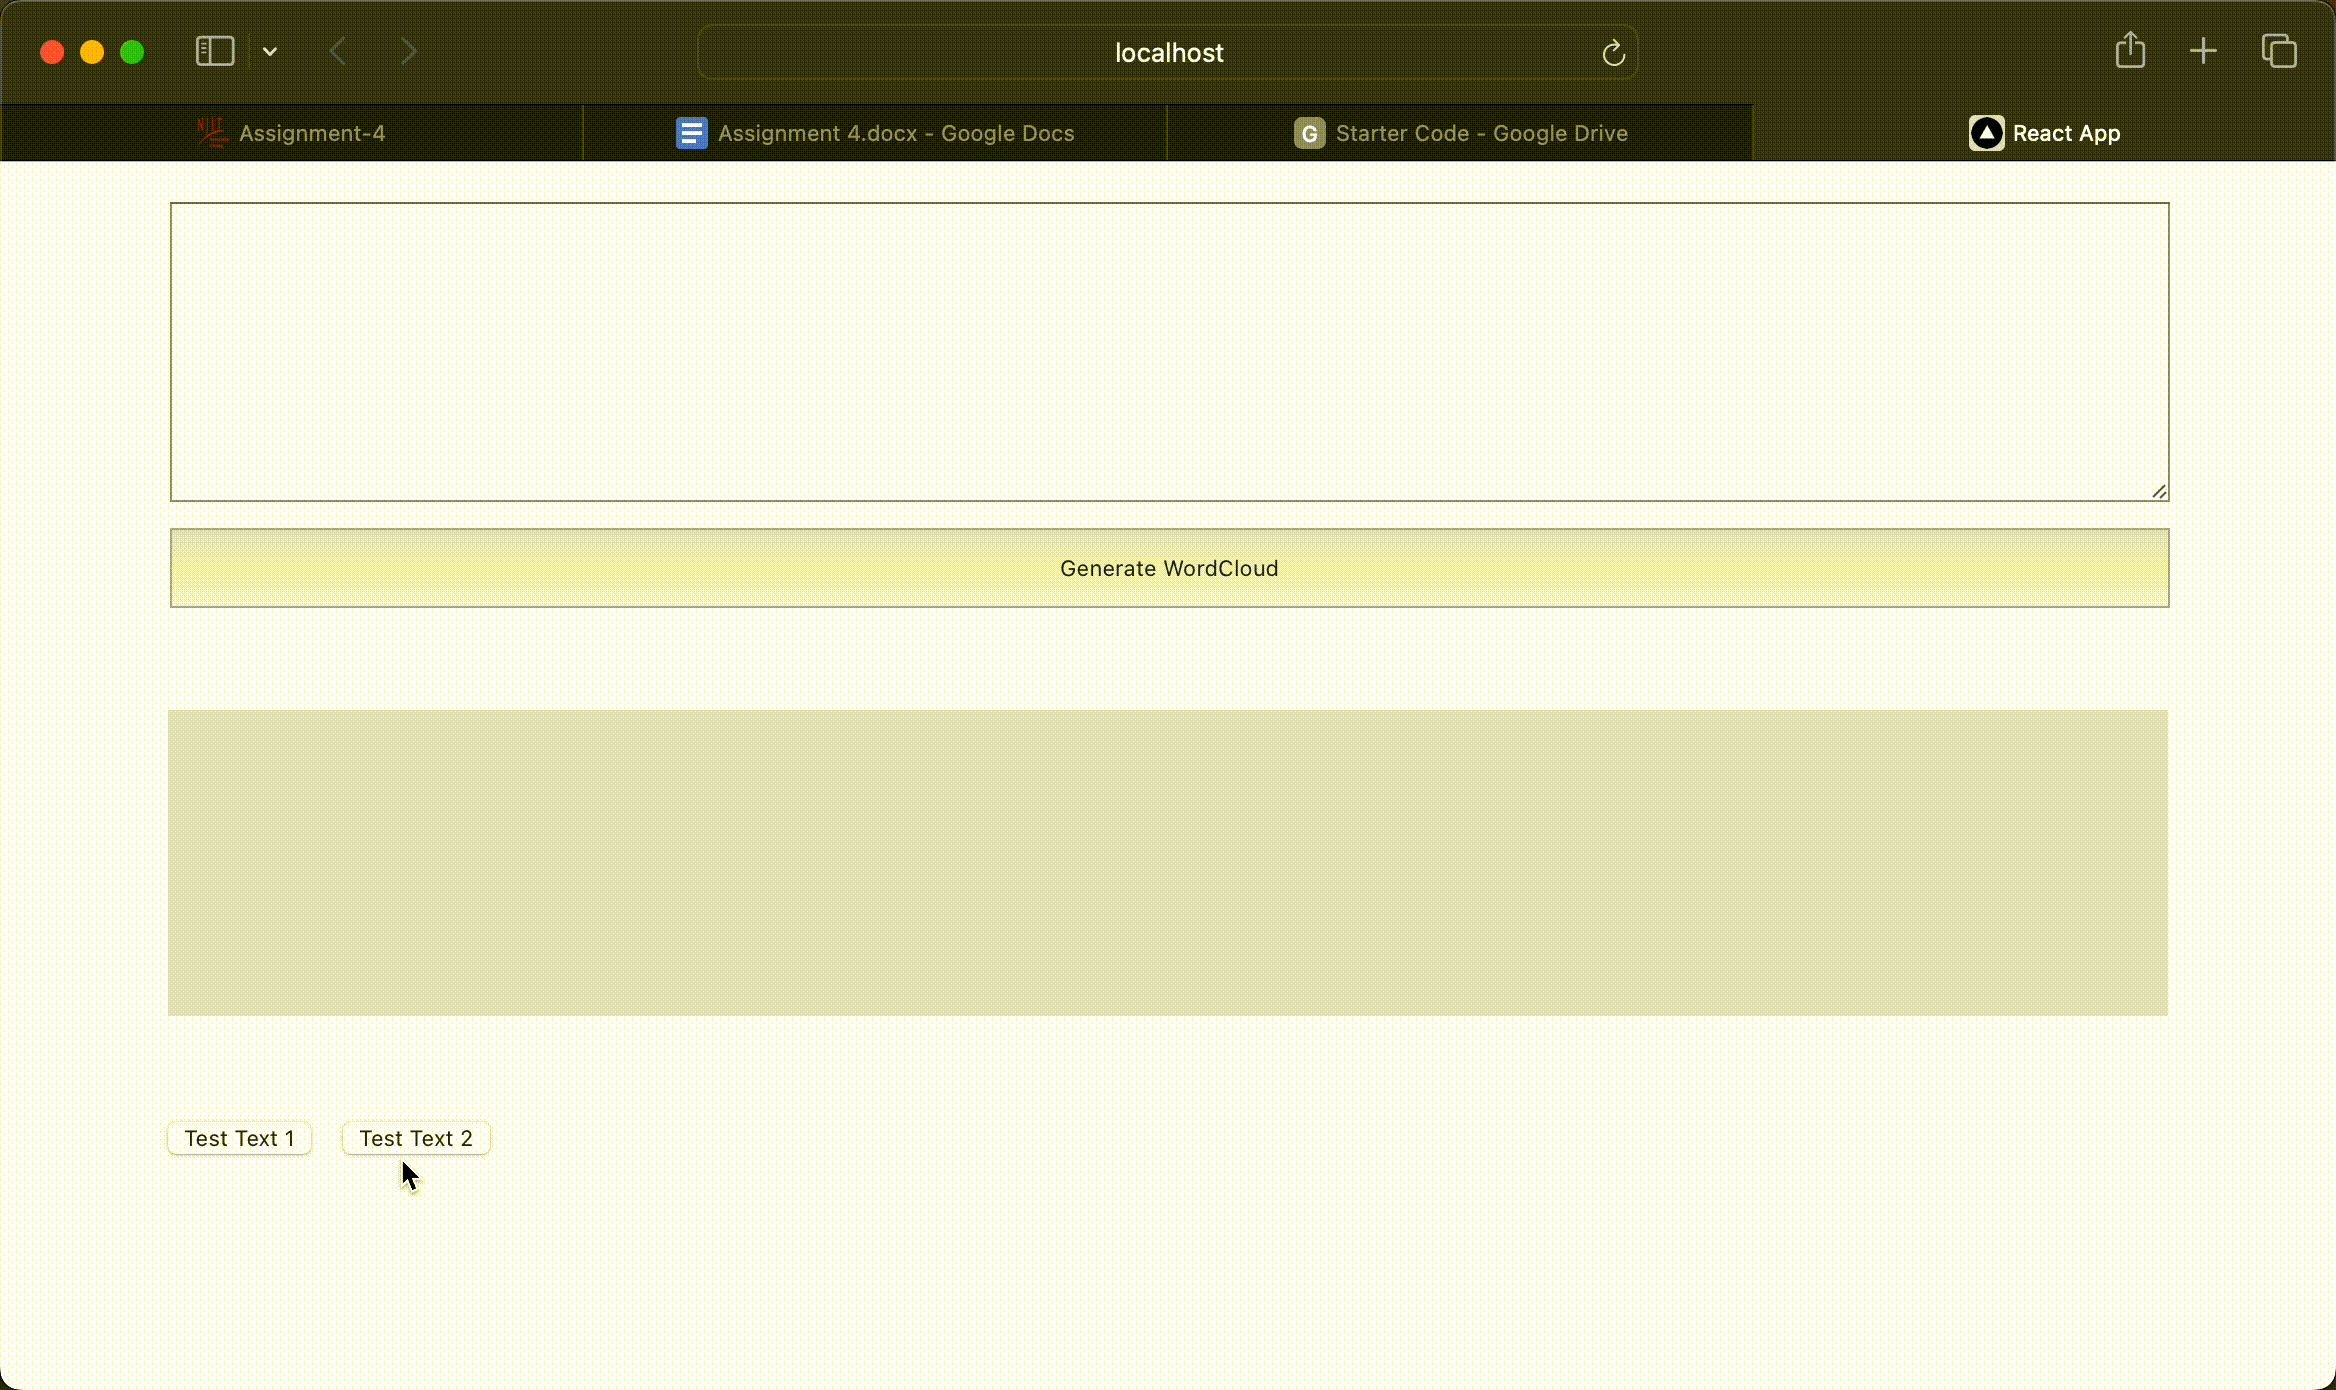 localhost
NJIT
Assignment-4
Assignment 4.docx - Google Docs
G
Starter Code - Google Drive
React App
Generate WordCloud
Test Text 1
Test Text 2